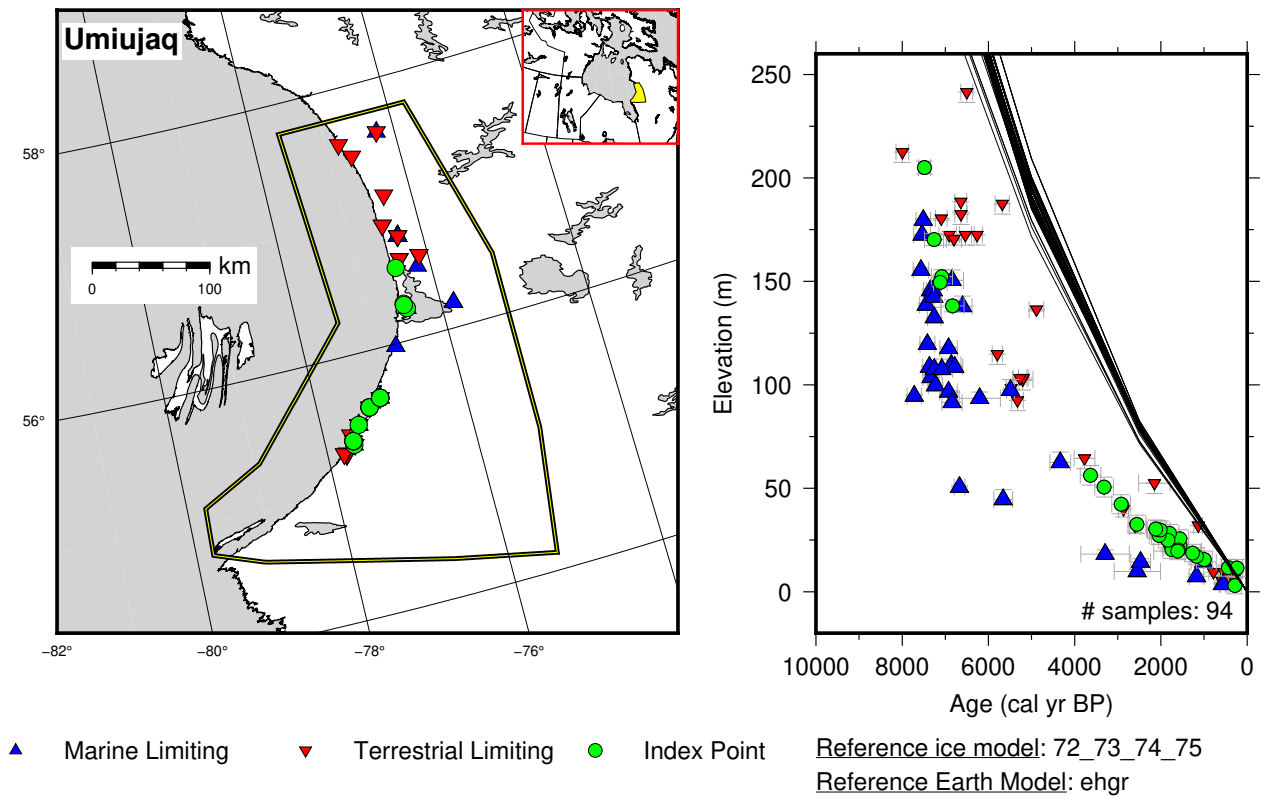 Umiujaq
58°
56°
km
0 100
−82° −80° −78° −76°
250
200
150
100
50
0
Elevation (m)
# samples: 94
10000 8000 6000 4000 2000 0
Age (cal yr BP)
Marine Limiting Terrestrial Limiting Index Point
Reference ice model: 72_73_74_75
Reference Earth Model: ehgr